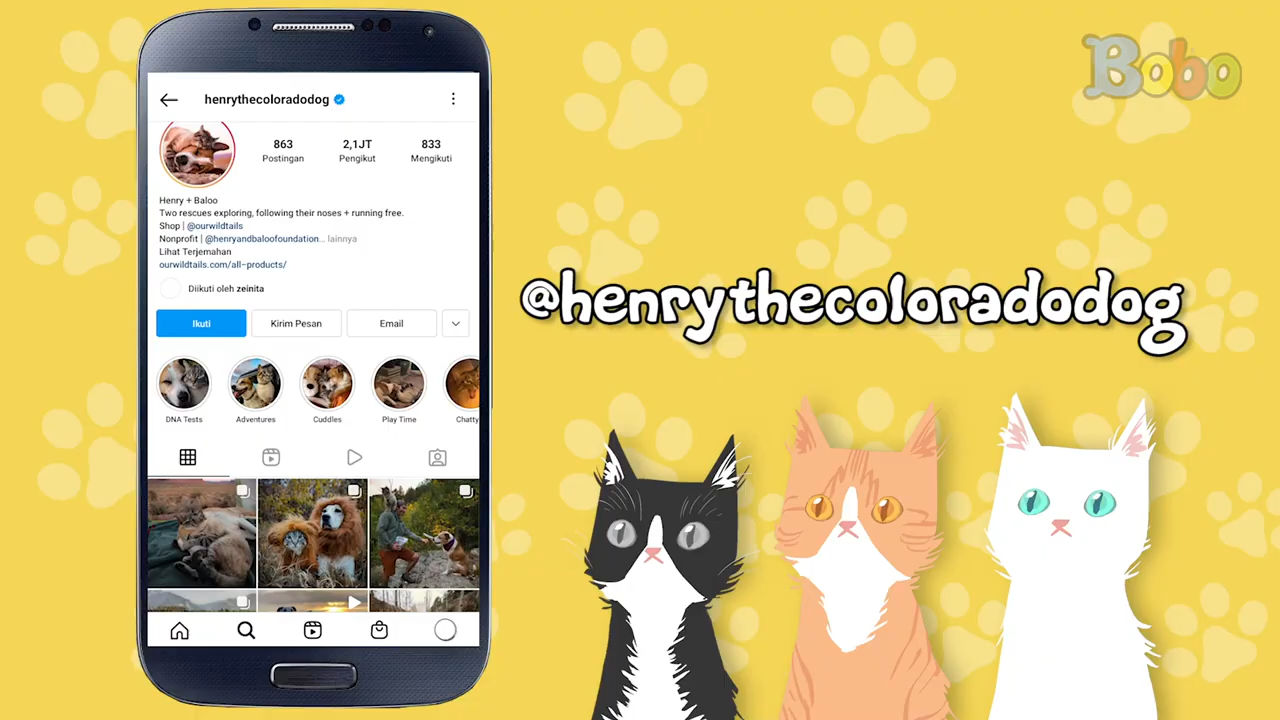 Bobo
henrythecoloradodog
863
2,1JT
833
Postingan
Pengikut
Mengikuti
Henry + Baloo
Two rescues exploring, following their noses + running free.
Shop | @ourwildtails
Nonprofit | @henryandbaloofoundation... lainnya
Lihat Terjemahan
ourwildtails.com/all-products/
Diikuti oleh zeinita
Ikuti
Kirim Pesan
Email
DNA Tests
Adventures
Cuddles
Play Time
Chatty
@henrythecoloradodog